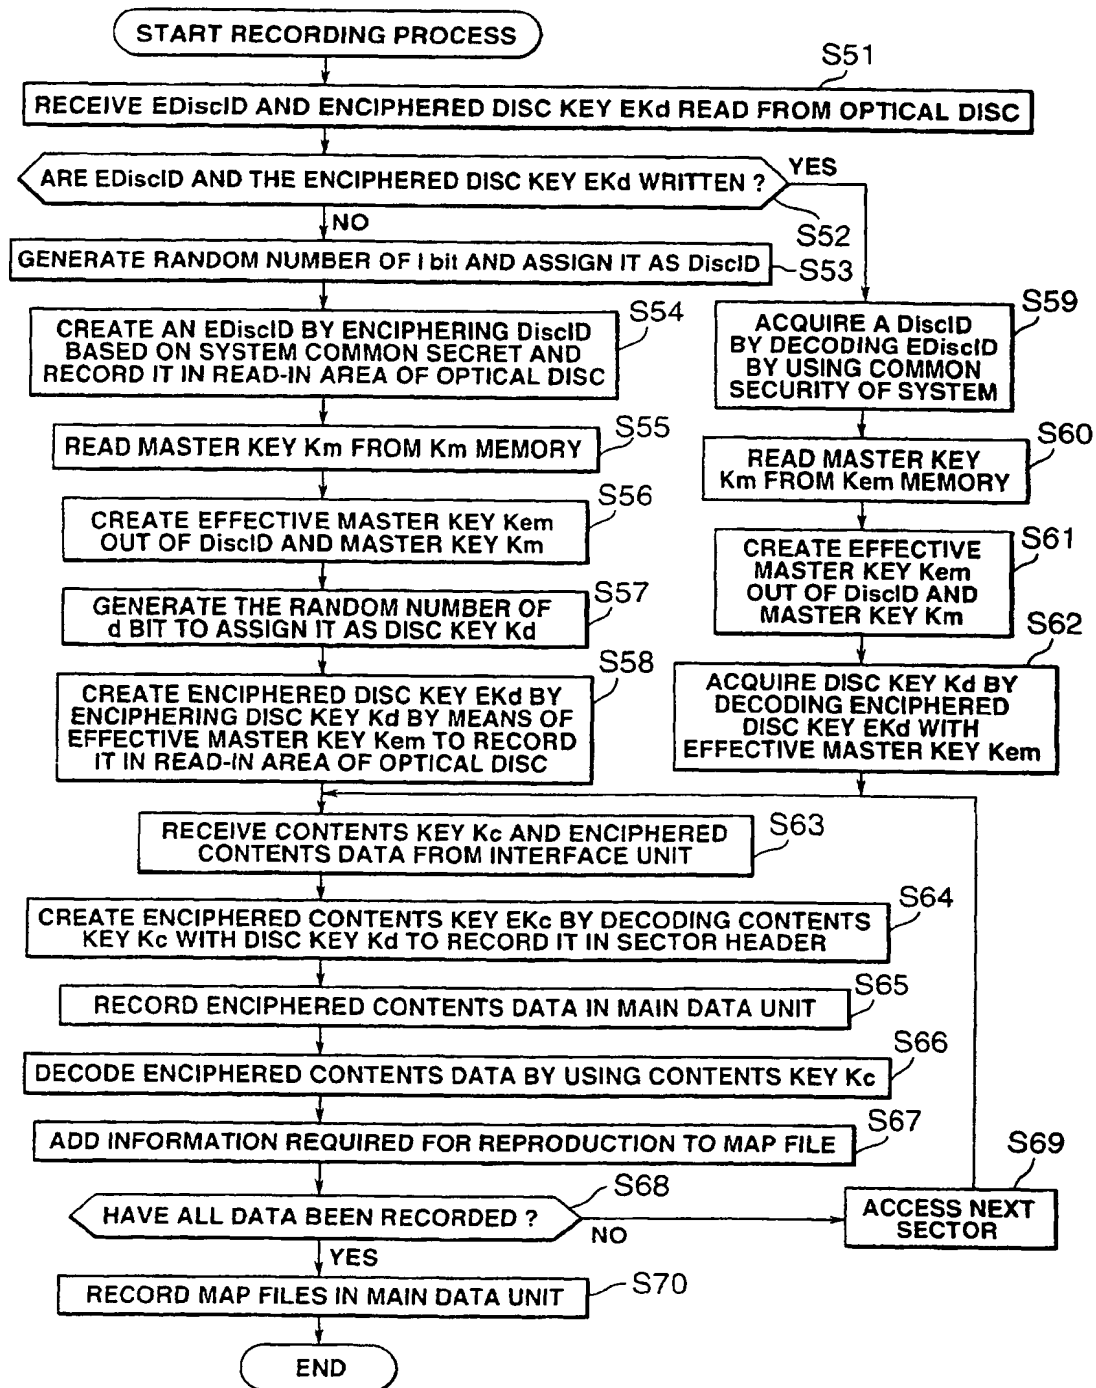 START RECORDING PROCESS
S51
RECEIVE EDiscID AND ENCIPHERED DISC KEY EKd READ FROM OPTICAL DISC
ARE EDiscID AND THE ENCIPHERED DISC KEY EKd WRITTEN ?
YES
S52
NO
GENERATE RANDOM NUMBER OF l bit AND ASSIGN IT AS DiscID
S53
S54
CREATE AN EDiscID BY ENCIPHERING DiscID
BASED ON SYSTEM COMMON SECRET AND
RECORD IT IN READ-IN AREA OF OPTICAL DISC
S55
READ MASTER KEY Km FROM Km MEMORY
S56
CREATE EFFECTIVE MASTER KEY Kem
OUT OF DiscID AND MASTER KEY Km
S57
GENERATE THE RANDOM NUMBER OF
d BIT TO ASSIGN IT AS DISC KEY Kd
S58
CREATE ENCIPHERED DISC KEY EKd BY
ENCIPHERING DISC KEY Kd BY MEANS OF
EFFECTIVE MASTER KEY Kem TO RECORD
IT IN READ-IN AREA OF OPTICAL DISC
S59
ACQUIRE A DiscID
BY DECODING EDiscID
BY USING COMMON
SECURITY OF SYSTEM
S60
READ MASTER KEY
Km FROM Kem MEMORY
S61
CREATE EFFECTIVE
MASTER KEY Kem
OUT OF DiscID AND
MASTER KEY Km
S62
ACQUIRE DISC KEY Kd BY
DECODING ENCIPHERED
DISC KEY EKd WITH
EFFECTIVE MASTER KEY Kem
S63
RECEIVE CONTENTS KEY Kc AND ENCIPHERED
CONTENTS DATA FROM INTERFACE UNIT
S64
CREATE ENCIPHERED CONTENTS KEY EKc BY DECODING CONTENTS
KEY Kc WITH DISC KEY Kd TO RECORD IT IN SECTOR HEADER
S65
RECORD ENCIPHERED CONTENTS DATA IN MAIN DATA UNIT
S66
DECODE ENCIPHERED CONTENTS DATA BY USING CONTENTS KEY Kc
S67
ADD INFORMATION REQUIRED FOR REPRODUCTION TO MAP FILE
S68
HAVE ALL DATA BEEN RECORDED ?
NO
S69
ACCESS NEXT
SECTOR
YES
RECORD MAP FILES IN MAIN DATA UNIT
S70
END